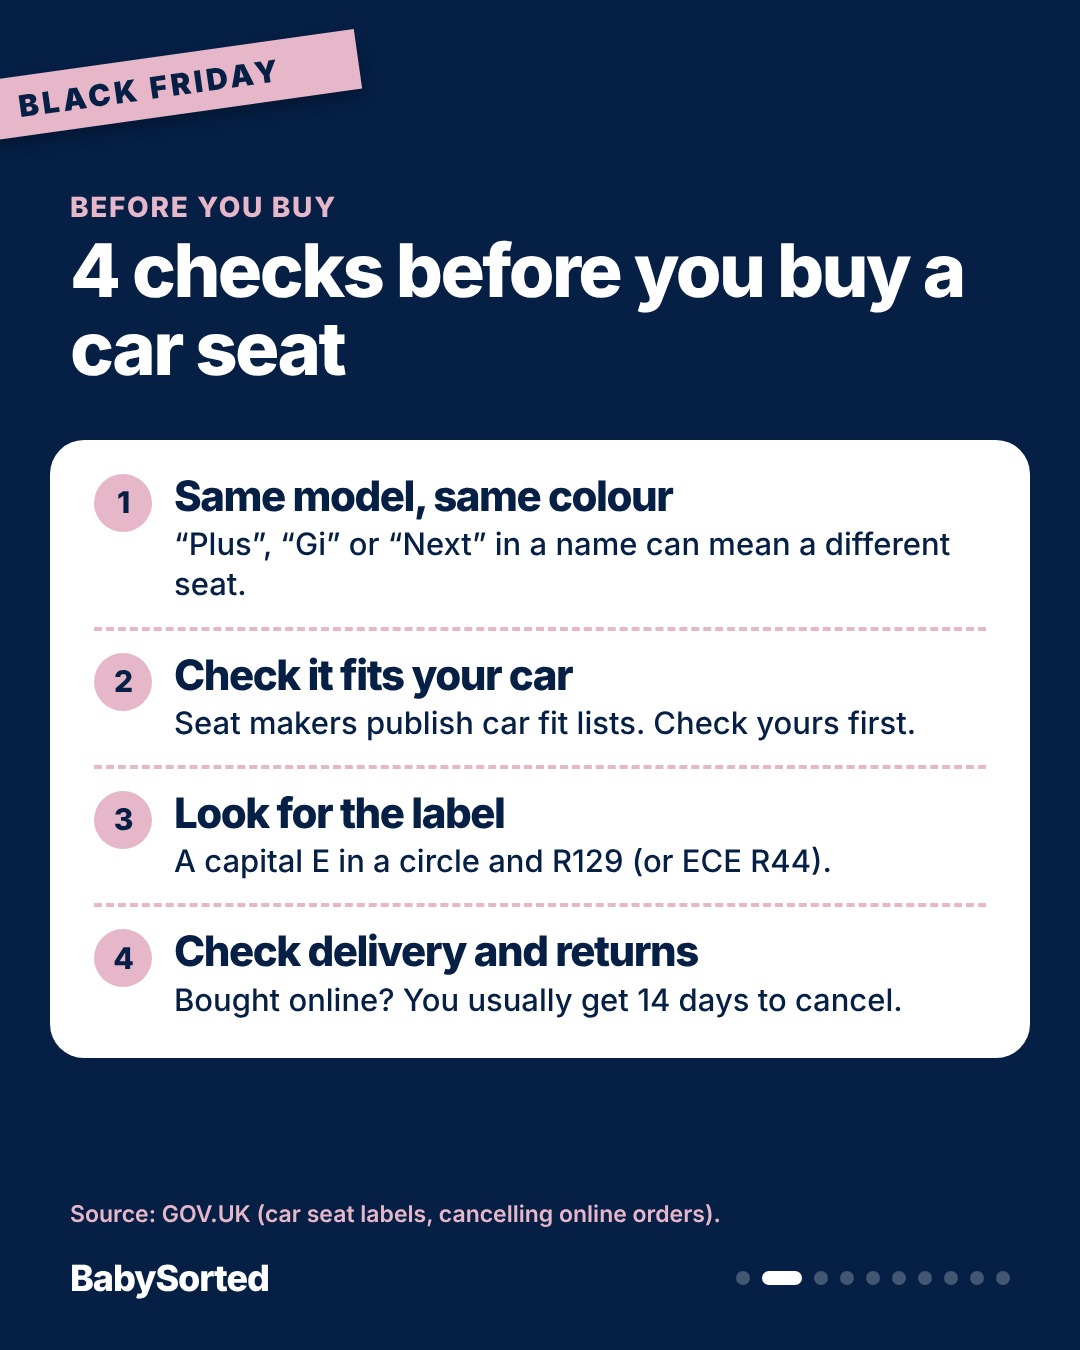 BLACK FRIDAY
BEFORE YOU BUY
4 checks before you buy a
car seat
1
Same model, same colour
“Plus”, “Gi” or “Next” in a name can mean a different
seat.
2
Check it fits your car
Seat makers publish car fit lists. Check yours first.
3
Look for the label
A capital E in a circle and R129 (or ECE R44).
4
Check delivery and returns
Bought online? You usually get 14 days to cancel.
Source: GOV.UK (car seat labels, cancelling online orders).
BabySorted